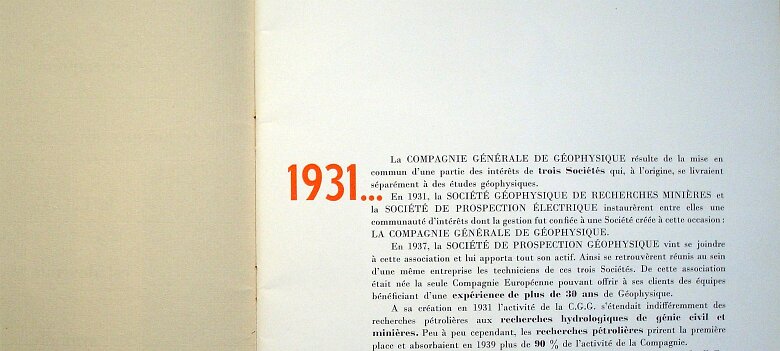 1931...
La COMPAGNIE GÉNÉRALE DE GÉOPHYSIQUE résulte de la mise en
commun d'une partie des intérêts de trois Sociétés qui, à l'origine, se livraient
séparément à des études géophysiques.
En 1931, la SOCIÉTÉ GÉOPHYSIQUE DE RECHERCHES MINIÈRES et
la SOCIÉTÉ DE PROSPECTION ÉLECTRIQUE instaurèrent entre elles une
communauté d'intérêts dont la gestion fut confiée à une Société créée à cette occasion :
LA COMPAGNIE GÉNÉRALE DE GÉOPHYSIQUE.
En 1937, la SOCIÉTÉ DE PROSPECTION GÉOPHYSIQUE vint se joindre
à cette association et lui apporta tout son actif. Ainsi se retrouvèrent réunis au sein
d'une même entreprise les techniciens de ces trois Sociétés. De cette association
était née la seule Compagnie Européenne pouvant offrir à ses clients des équipes
bénéficiant d'une expérience de plus de 30 ans de Géophysique.
A sa création en 1931 l'activité de la C.G.G. s'étendait indifféremment des
recherches pétrolières aux recherches hydrologiques de génie civil et
minières. Peu à peu cependant, les recherches pétrolières prirent la première
place et absorbaient en 1939 plus de 90 % de l'activité de la Compagnie.